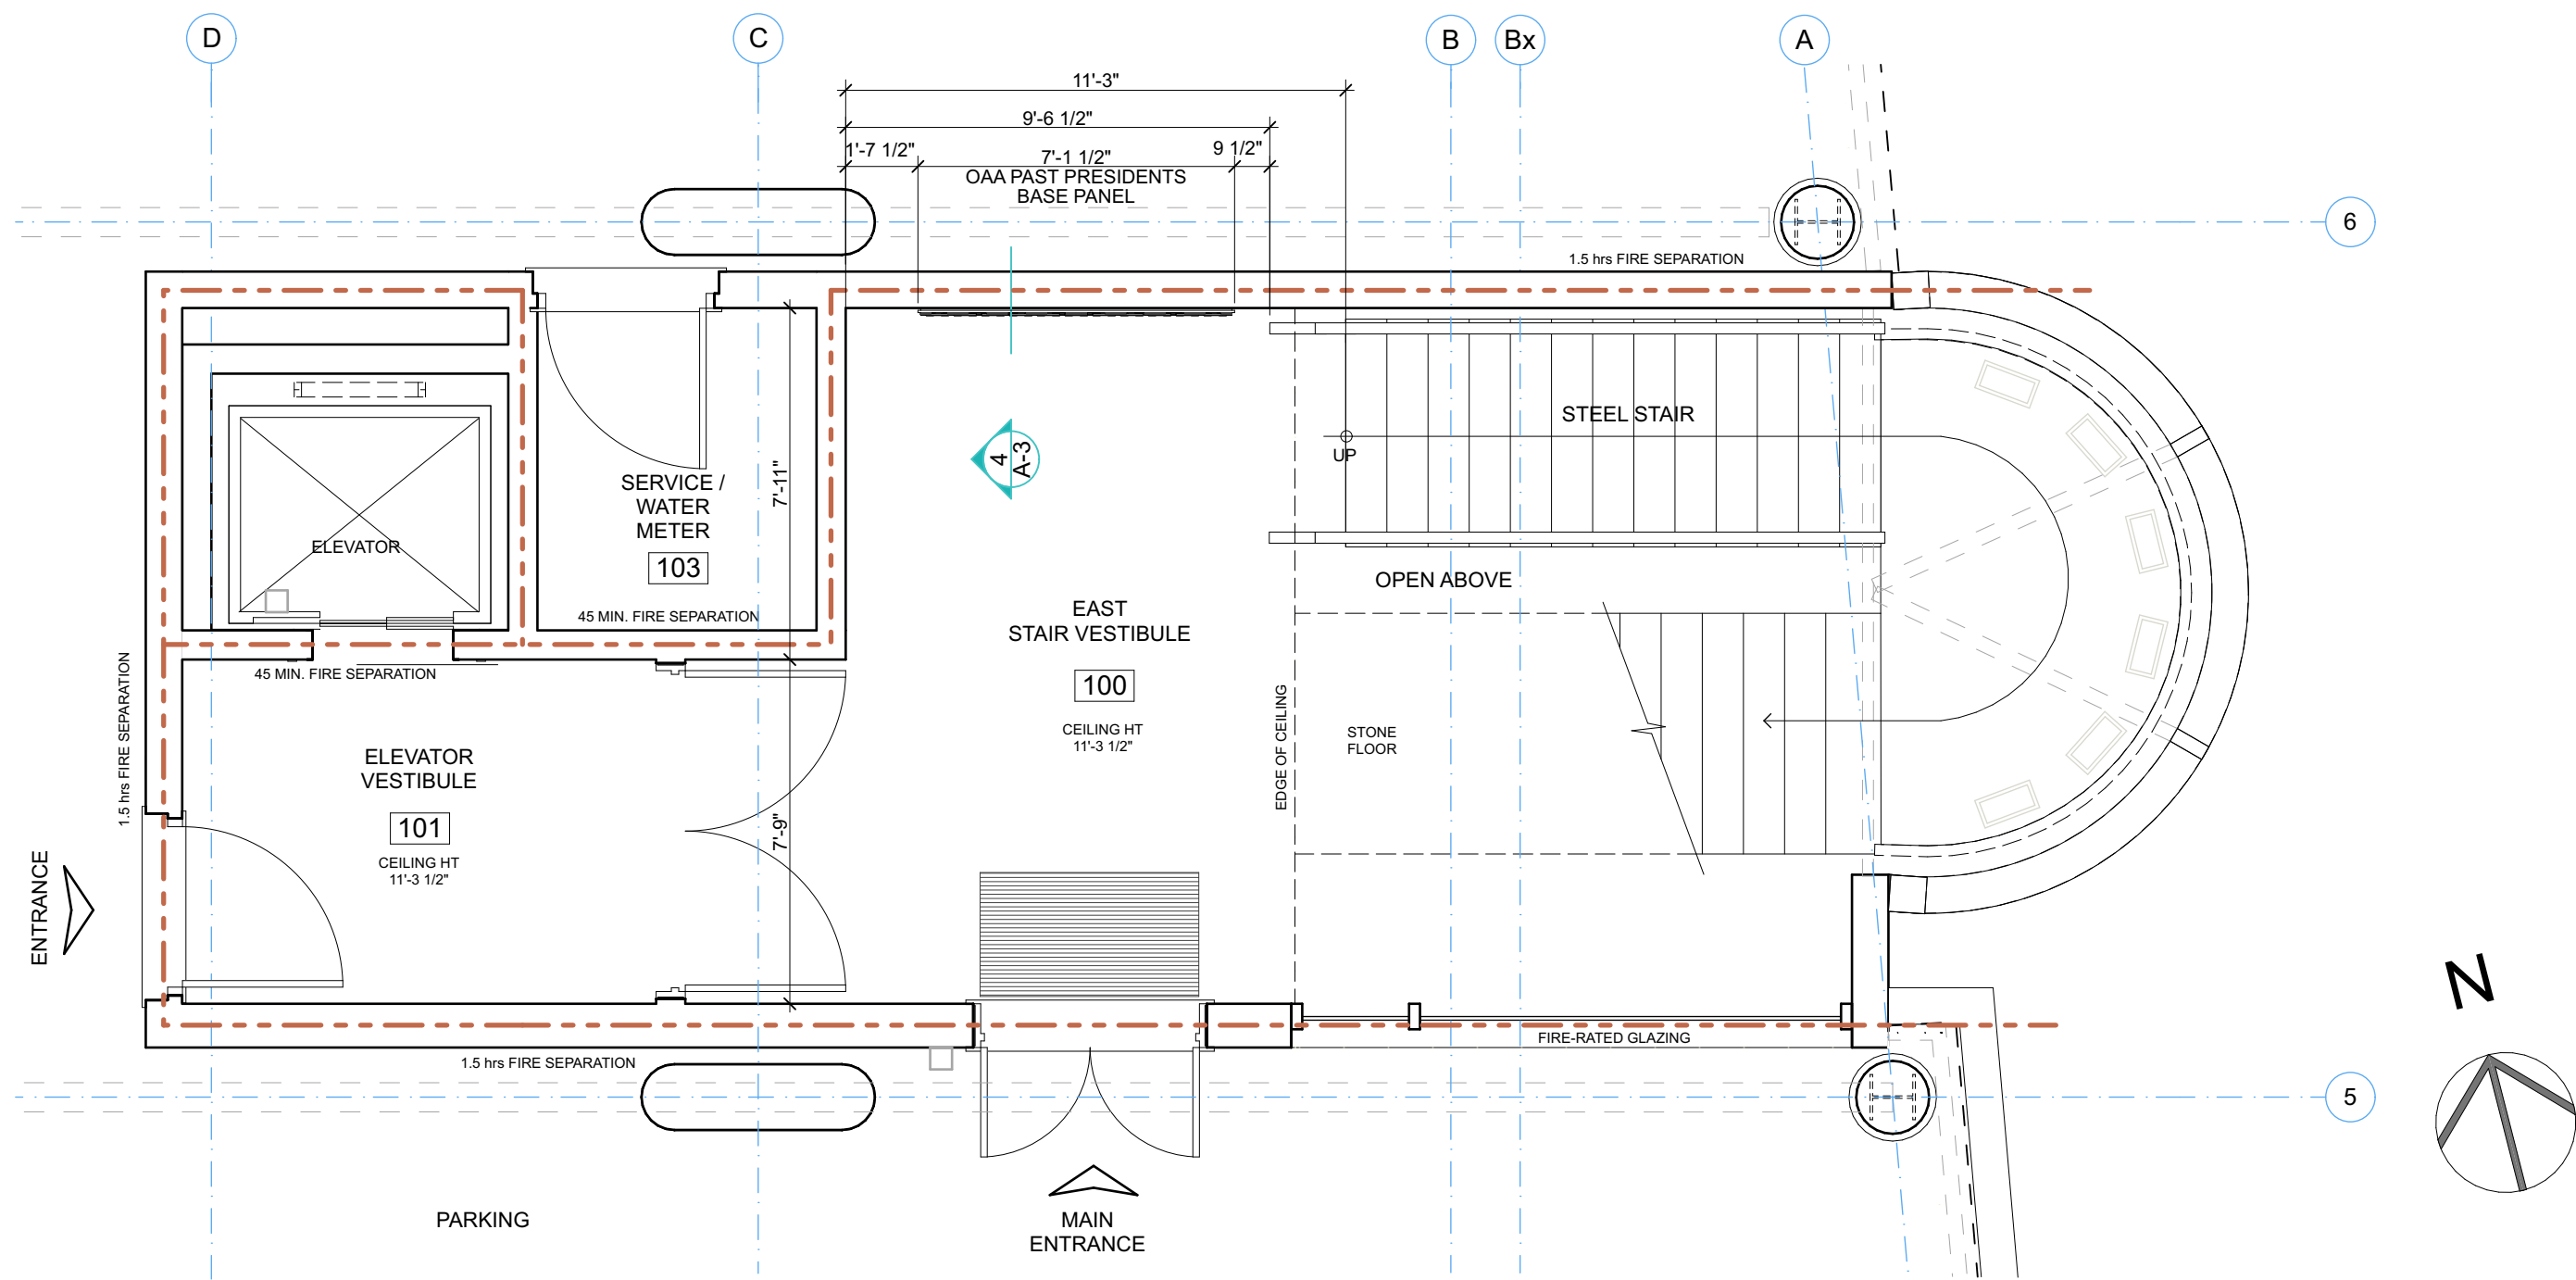 D
C
B
Bx
A
11'-3"
9'-6 1/2"
1'-7 1/2"
7'-1 1/2"
9 1/2"
OAA PAST PRESIDENTS
BASE PANEL
6
1.5 hrs FIRE SEPARATION
STEEL STAIR
UP
4
A-3
7'-11"
SERVICE /
WATER
METER
103
ELEVATOR
45 MIN. FIRE SEPARATION
OPEN ABOVE
EAST
STAIR VESTIBULE
100
CEILING HT
11'-3 1/2"
45 MIN. FIRE SEPARATION
1.5 hrs FIRE SEPARATION
EDGE OF CEILING
STONE
FLOOR
ELEVATOR
VESTIBULE
101
CEILING HT
11'-3 1/2"
7'-9"
ENTRANCE
N
FIRE-RATED GLAZING
1.5 hrs FIRE SEPARATION
5
PARKING
MAIN
ENTRANCE